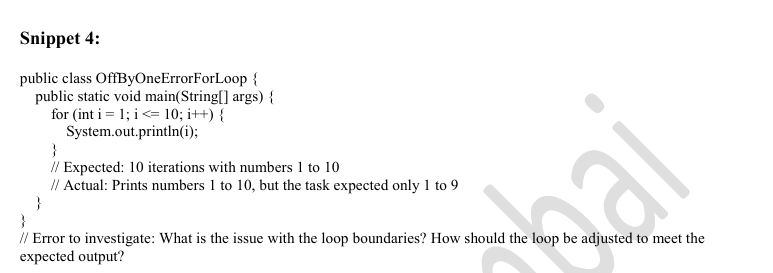 Snippet 4:
public class OffByOneErrorForLoop {
public static void main(String[] args) {
for (int i = 1; i <= 10; i++) {
System.out.println(i);
}
// Expected: 10 iterations with numbers 1 to 10
// Actual: Prints numbers 1 to 10, but the task expected only 1 to 9
}
}
// Error to investigate: What is the issue with the loop boundaries? How should the loop be adjusted to meet the
expected output?